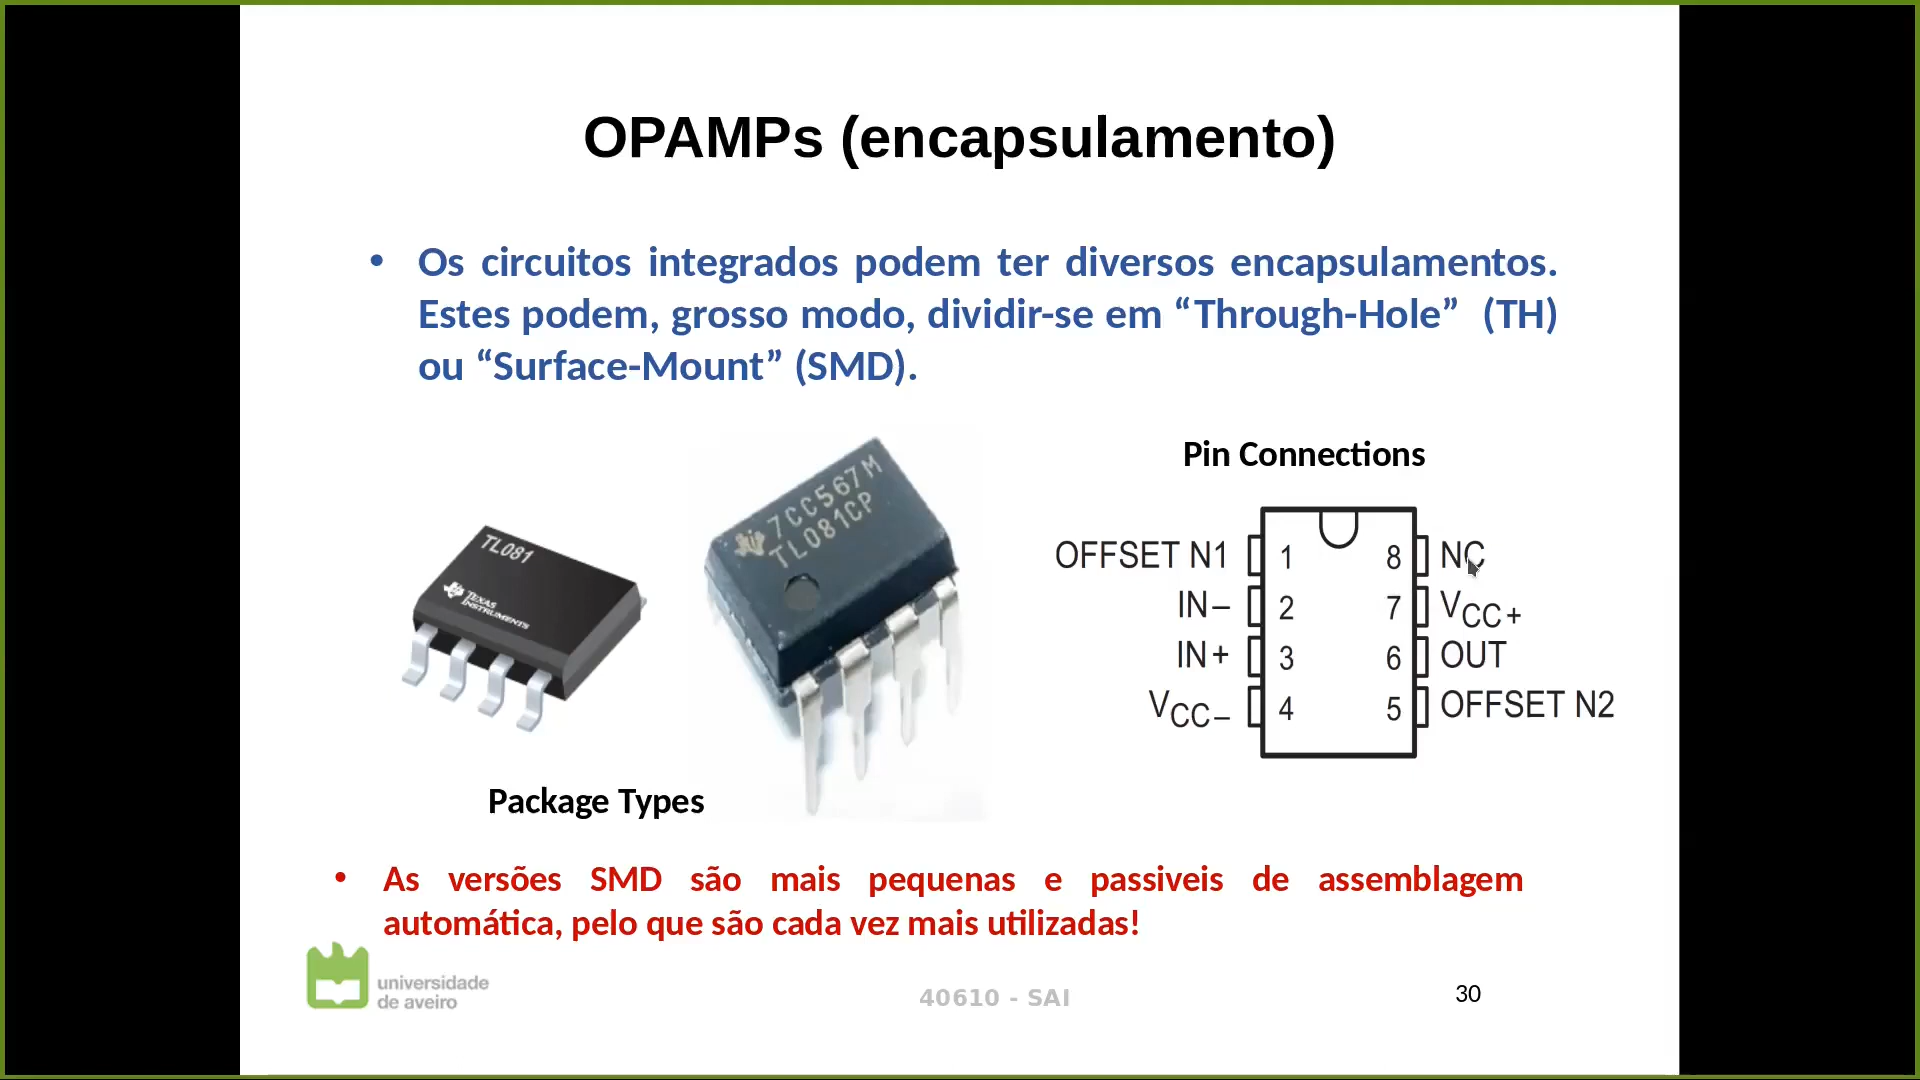 OPAMPs (encapsulamento)
• Os circuitos integrados podem ter diversos encapsulamentos.
Estes podem, grosso modo, dividir-se em “Through-Hole” (TH)
ou “Surface-Mount” (SMD).
TL081
TEXAS
INSTRUMENTS
7CC567M
TL081CP
Package Types
Pin Connections
OFFSET N1 1 8 NC
IN– 2 7 VCC+
IN+ 3 6 OUT
VCC– 4 5 OFFSET N2
• As versões SMD são mais pequenas e passiveis de assemblagem
automática, pelo que são cada vez mais utilizadas!
universidade
de aveiro
40610 - SAI
30